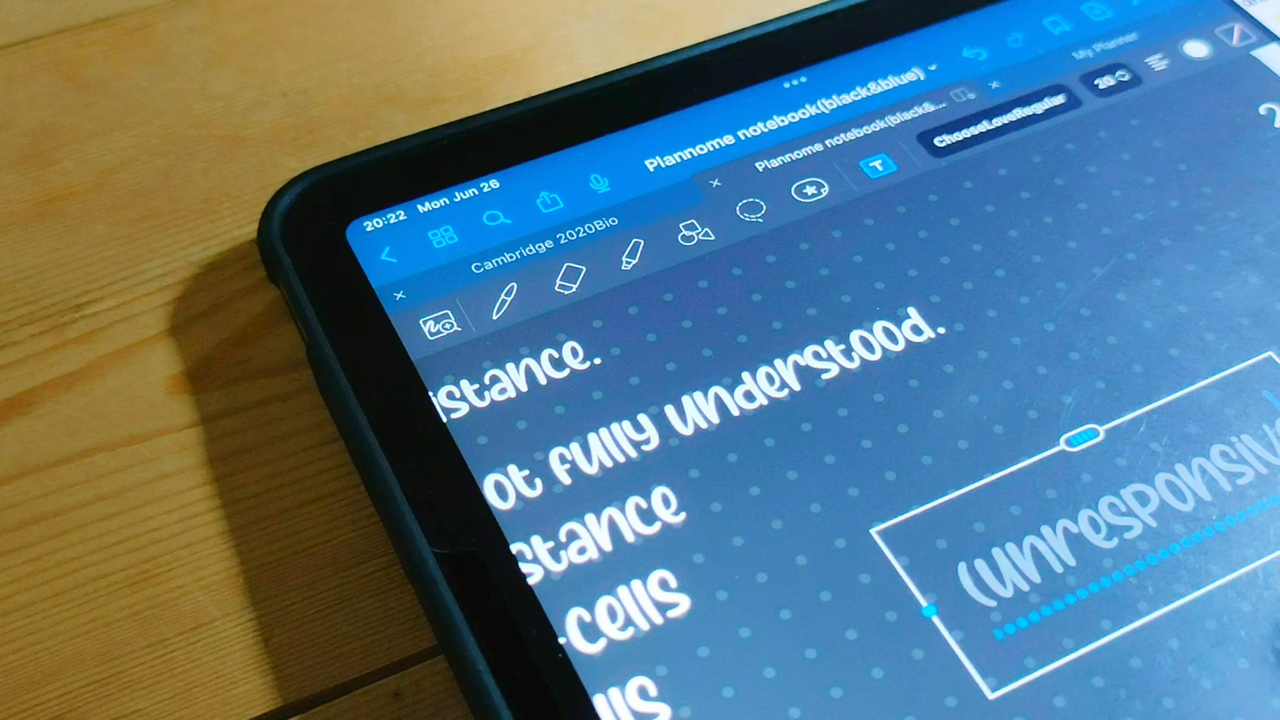 20:22 Mon Jun 26
Plannome notebook(black&blue)
My Planner
Cambridge 2020Bio
Plannome notebook(black&...
T
ChooseLoveRegular
20
istance.
ot fully understood.
stance
-cells
(unresponsiv